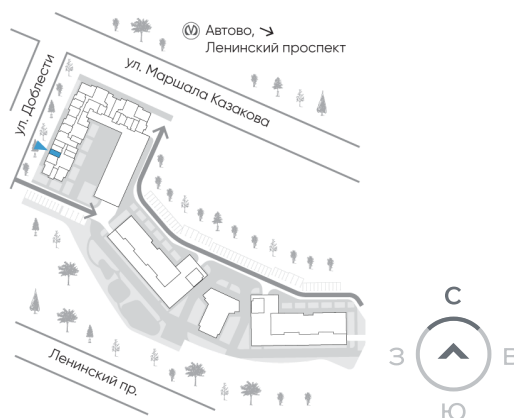 Автово,
Ленинский проспект
ул. Маршала Казакова
ул. Доблести
Ленинский пр.
С
З
В
Ю